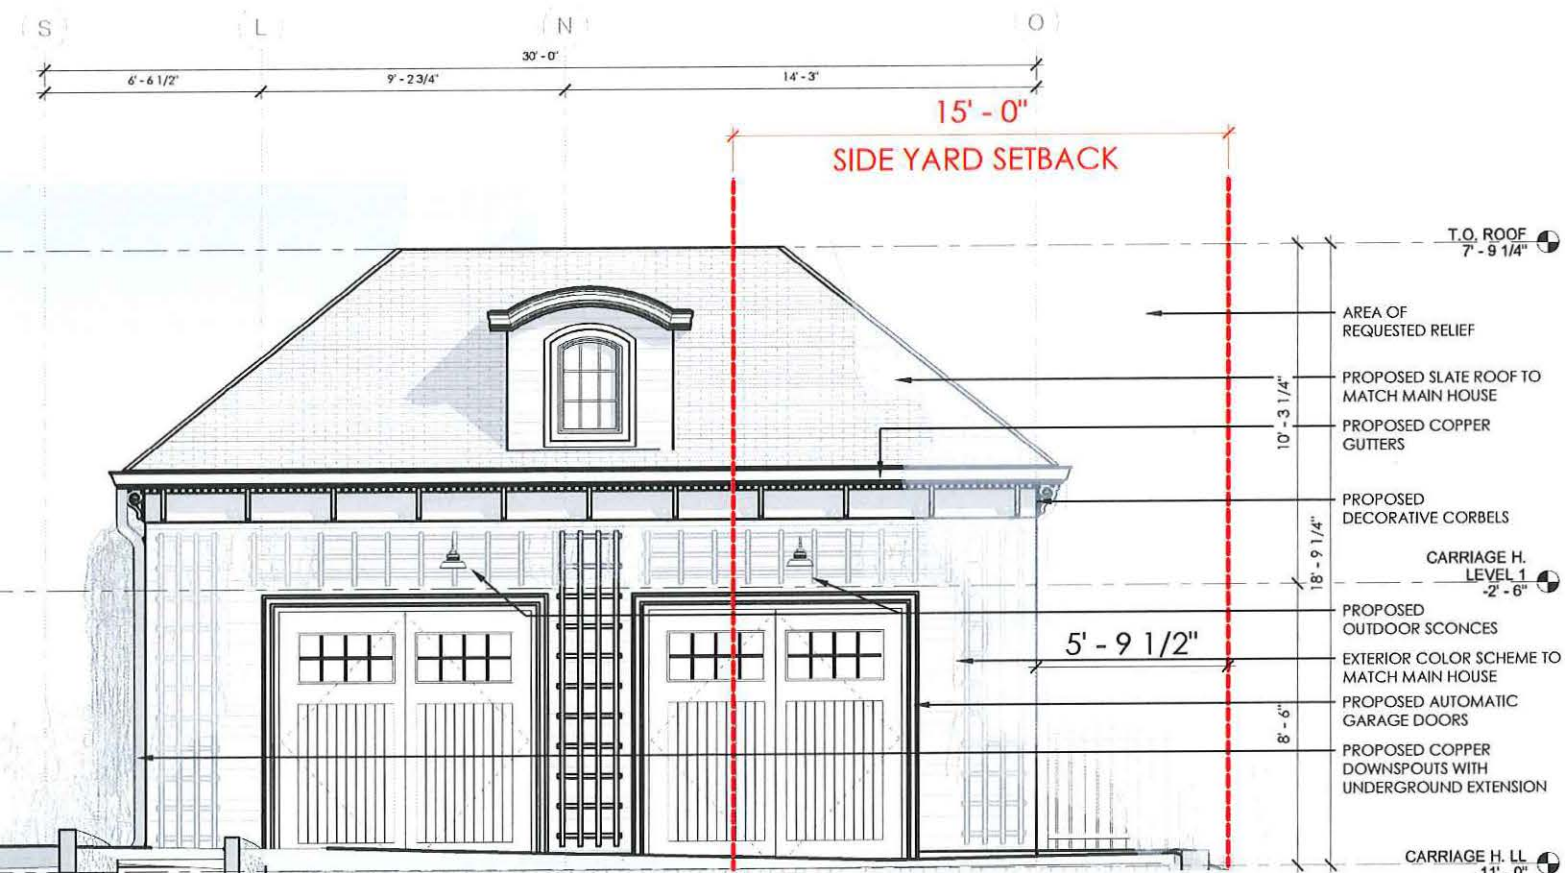 S L N O
30' - 0"
6' - 6 1/2" 9' - 2 3/4" 14' - 3"
15' - 0"
SIDE YARD SETBACK
T.O. ROOF
7' - 9 1/4"
AREA OF
REQUESTED RELIEF
PROPOSED SLATE ROOF TO
MATCH MAIN HOUSE
10' - 3 1/4"
PROPOSED COPPER
GUTTERS
PROPOSED
DECORATIVE CORBELS
18' - 9 1/4"
CARRIAGE H.
LEVEL 1
-2' - 6"
PROPOSED
OUTDOOR SCONCES
5' - 9 1/2"
EXTERIOR COLOR SCHEME TO
MATCH MAIN HOUSE
PROPOSED AUTOMATIC
GARAGE DOORS
8' - 6"
PROPOSED COPPER
DOWNSPOUTS WITH
UNDERGROUND EXTENSION
CARRIAGE H. LL
11' - 0"